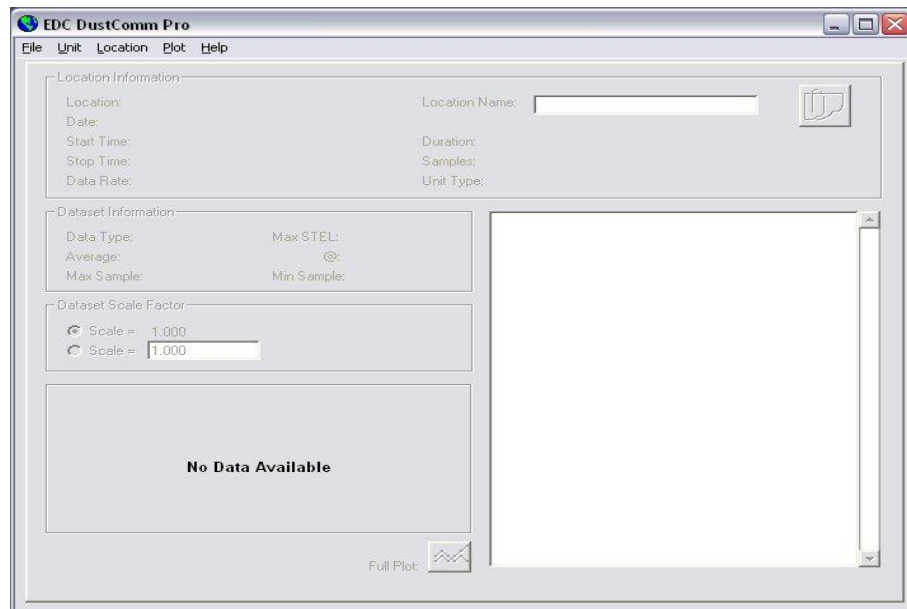 EDC DustComm Pro
File Unit Location Plot Help
Location Information
Location: Location Name:
Date:
Start Time: Duration:
Stop Time: Samples:
Data Rate: Unit Type:
Dataset Information
Data Type: Max STEL:
Average: @:
Max Sample: Min Sample:
Dataset Scale Factor
Scale = 1.000
Scale = 1.000
No Data Available
Full Plot: